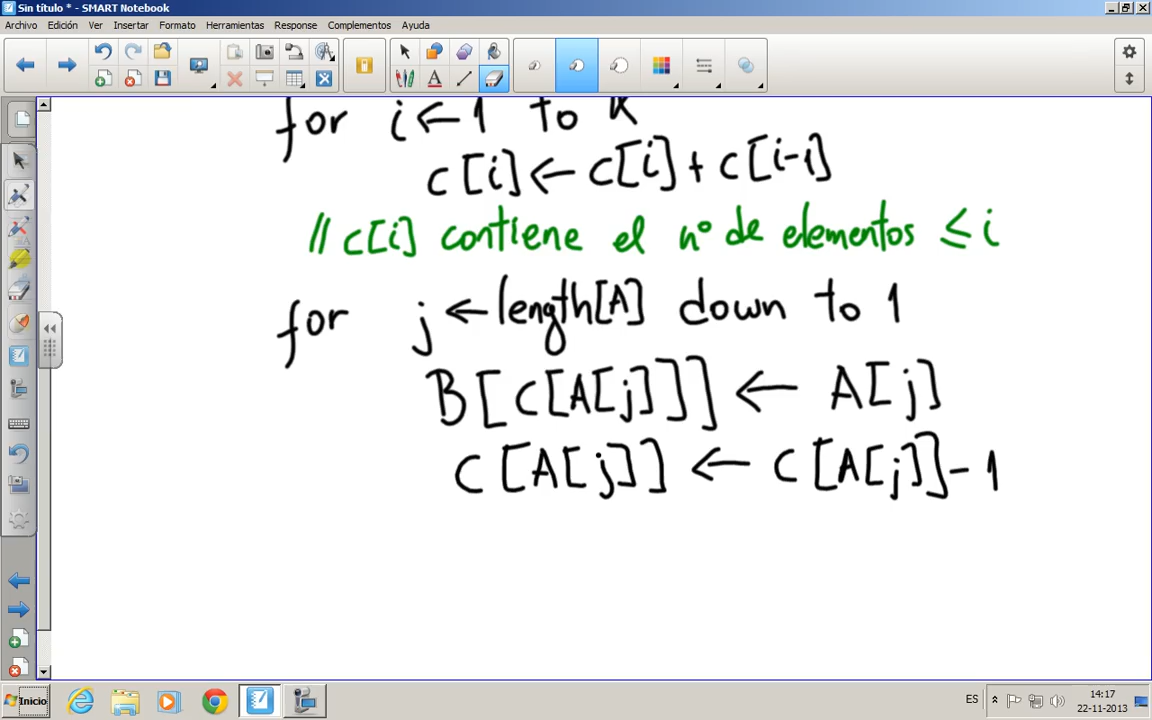 Sin título * - SMART Notebook
Archivo Edición Ver Insertar Formato Herramientas Response Complementos Ayuda
for i ← 1 to K
c[i] ← c[i] + c[i-1]
// c[i] contiene el nº de elementos ≤ i
for j ← length[A] down to 1
B[c[A[j]]] ← A[j]
C[A[j]] ← C[A[j]] - 1
Inicio
ES
14:17
22-11-2013